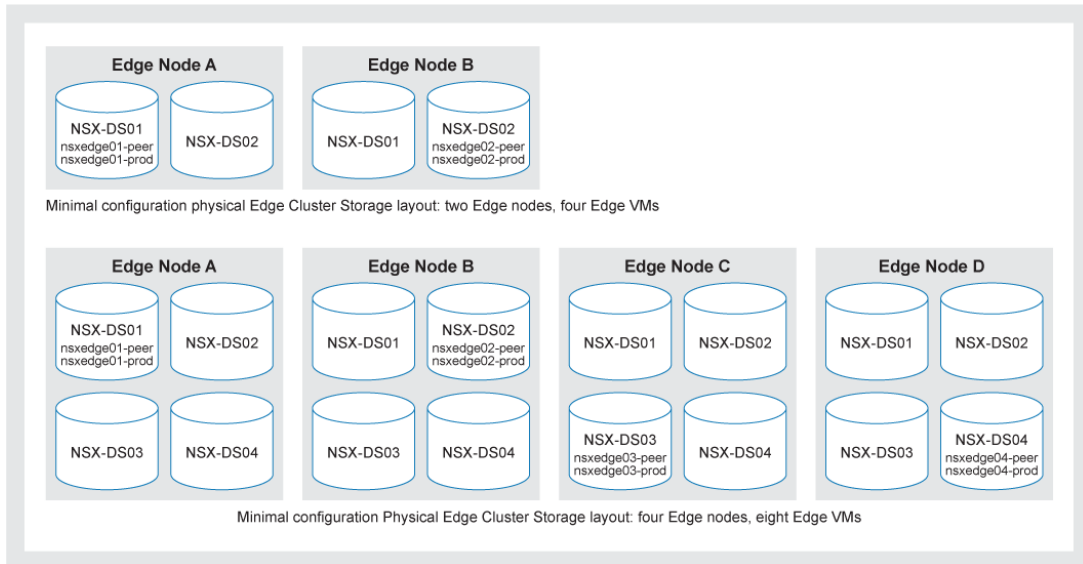 Edge Node A
NSX-DS01
nsxedge01-peer
nsxedge01-prod
NSX-DS02
Edge Node B
NSX-DS01
NSX-DS02
nsxedge02-peer
nsxedge02-prod
Minimal configuration physical Edge Cluster Storage layout: two Edge nodes, four Edge VMs
Edge Node A
NSX-DS01
nsxedge01-peer
nsxedge01-prod
NSX-DS02
NSX-DS03
NSX-DS04
Edge Node B
NSX-DS01
NSX-DS02
nsxedge02-peer
nsxedge02-prod
NSX-DS03
NSX-DS04
Edge Node C
NSX-DS01
NSX-DS02
NSX-DS03
nsxedge03-peer
nsxedge03-prod
NSX-DS04
Edge Node D
NSX-DS01
NSX-DS02
NSX-DS03
NSX-DS04
nsxedge04-peer
nsxedge04-prod
Minimal configuration Physical Edge Cluster Storage layout: four Edge nodes, eight Edge VMs